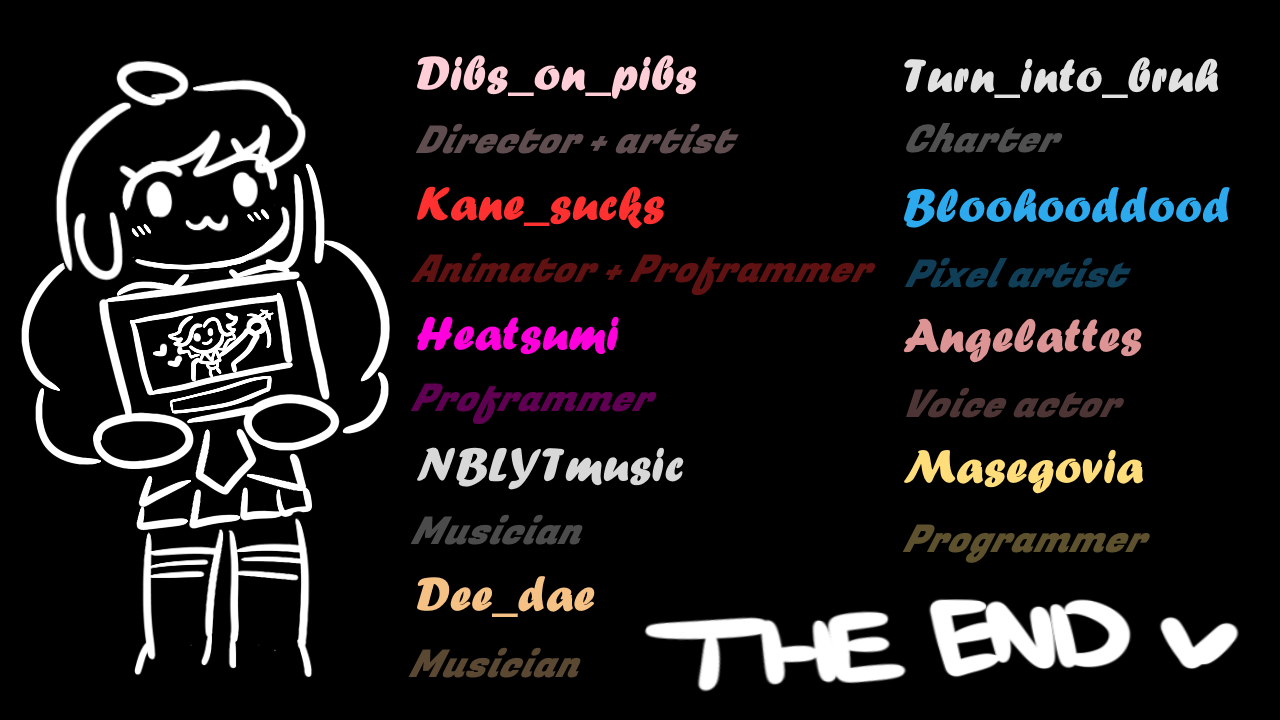 Dibs_on_pibs
Director + artist
Kane_sucks
Animator + Proframmer
Heatsumi
Proframmer
NBLYTmusic
Musician
Dee_dae
Musician
Turn_into_bruh
Charter
Bloohooddood
Pixel artist
Angelattes
Voice actor
Masegovia
Programmer
THE END